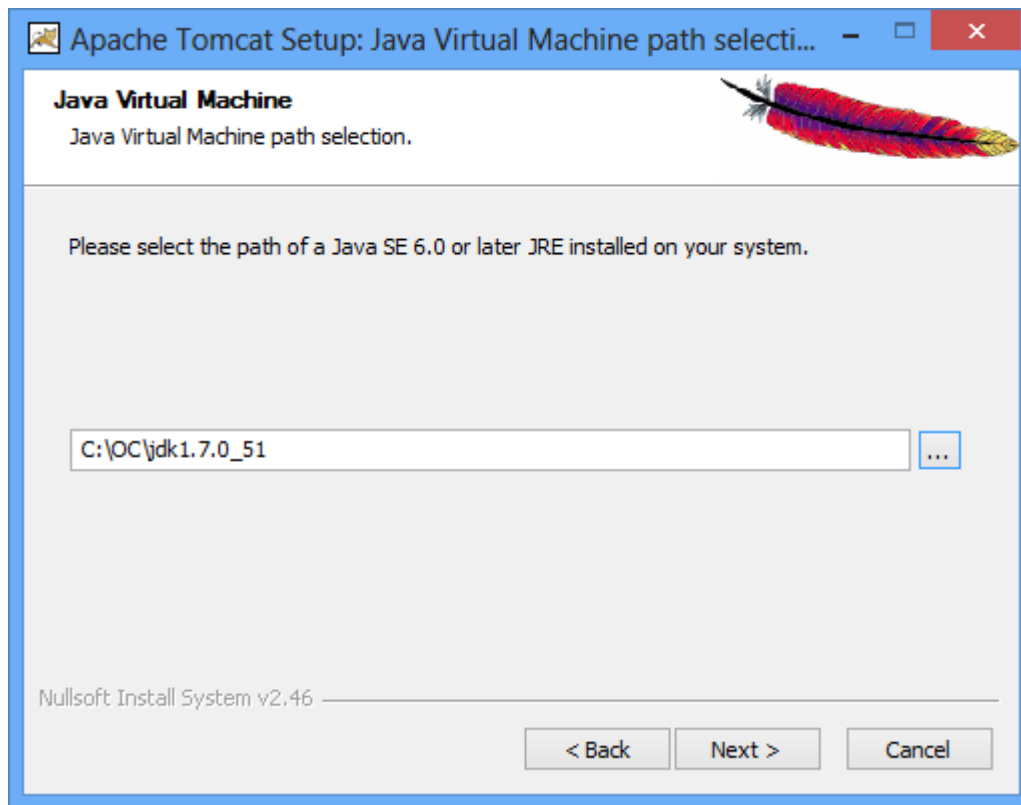 Apache Tomcat Setup: Java Virtual Machine path selecti...
Java Virtual Machine
Java Virtual Machine path selection.
Please select the path of a Java SE 6.0 or later JRE installed on your system.
C:\OC\jdk1.7.0_51
...
Nullsoft Install System v2.46
< Back
Next >
Cancel